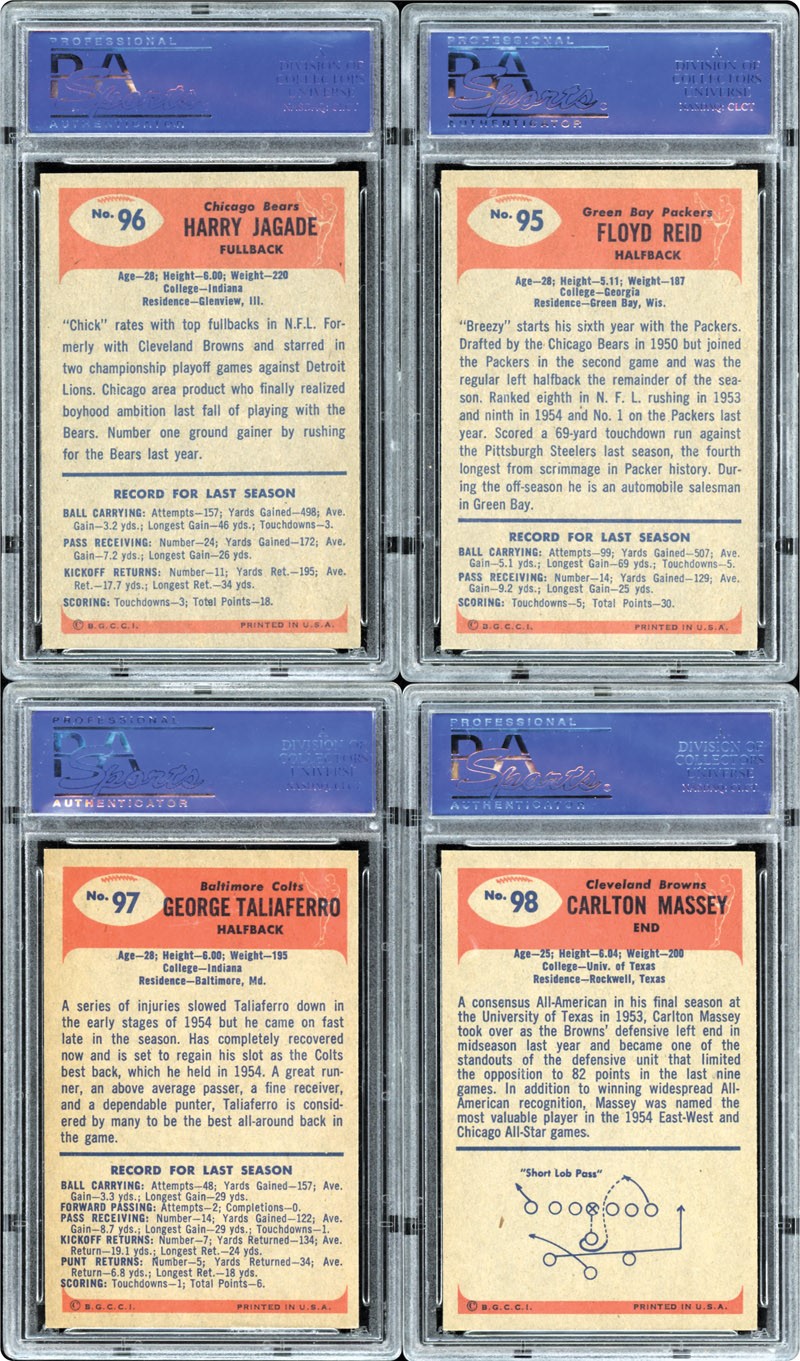 PROFESSIONAL
PSA
Sports
AUTHENTICATOR
A
DIVISION OF
COLLECTORS
UNIVERSE
NASDAQ: CLCT
No. 96
Chicago Bears
HARRY JAGADE
FULLBACK
Age—28; Height—6.00; Weight—220
College—Indiana
Residence—Glenview, Ill.
"Chick" rates with top fullbacks in N.F.L. For-
merly with Cleveland Browns and starred in
two championship playoff games against Detroit
Lions. Chicago area product who finally realized
boyhood ambition last fall of playing with the
Bears. Number one ground gainer by rushing
for the Bears last year.
RECORD FOR LAST SEASON
BALL CARRYING: Attempts—157; Yards Gained—498; Ave.
Gain—3.2 yds.; Longest Gain—46 yds.; Touchdowns—3.
PASS RECEIVING: Number—24; Yards Gained—172; Ave.
Gain—7.2 yds.; Longest Gain—26 yds.
KICKOFF RETURNS: Number—11; Yards Ret.—195; Ave.
Ret.—17.7 yds.; Longest Ret.—34 yds.
SCORING: Touchdowns—3; Total Points—18.
© B.G.C.C.I. PRINTED IN U.S.A.
PROFESSIONAL
PSA
Sports
AUTHENTICATOR
A
DIVISION OF
COLLECTORS
UNIVERSE
NASDAQ: CLCT
No. 95
Green Bay Packers
FLOYD REID
HALFBACK
Age—28; Height—5.11; Weight—187
College—Georgia
Residence—Green Bay, Wis.
"Breezy" starts his sixth year with the Packers.
Drafted by the Chicago Bears in 1950 but joined
the Packers in the second game and was the
regular left halfback the remainder of the sea-
son. Ranked eighth in N. F. L. rushing in 1953
and ninth in 1954 and No. 1 on the Packers last
year. Scored a 69-yard touchdown run against
the Pittsburgh Steelers last season, the fourth
longest from scrimmage in Packer history. Dur-
ing the off-season he is an automobile salesman
in Green Bay.
RECORD FOR LAST SEASON
BALL CARRYING: Attempts—99; Yards Gained—507; Ave.
Gain—5.1 yds.; Longest Gain—69 yds.; Touchdowns—5.
PASS RECEIVING: Number—14; Yards Gained—129; Ave.
Gain—9.2 yds.; Longest Gain—25 yds.
SCORING: Touchdowns—5; Total Points—30.
© B.G.C.C.I. PRINTED IN U.S.A.
PROFESSIONAL
PSA
Sports
AUTHENTICATOR
A
DIVISION OF
COLLECTORS
UNIVERSE
NASDAQ: CLCT
No. 97
Baltimore Colts
GEORGE TALIAFERRO
HALFBACK
Age—28; Height—6.00; Weight—195
College—Indiana
Residence—Baltimore, Md.
A series of injuries slowed Taliaferro down in
the early stages of 1954 but he came on fast
late in the season. Has completely recovered
now and is set to regain his slot as the Colts
best back, which he held in 1954. A great run-
ner, an above average passer, a fine receiver,
and a dependable punter, Taliaferro is consid-
ered by many to be the best all-around back in
the game.
RECORD FOR LAST SEASON
BALL CARRYING: Attempts—48; Yards Gained—157; Ave.
Gain—3.3 yds.; Longest Gain—29 yds.
FORWARD PASSING: Attempts—2; Completions—0.
PASS RECEIVING: Number—14; Yards Gained—122; Ave.
Gain—8.7 yds.; Longest Gain—29 yds.; Touchdowns—1.
KICKOFF RETURNS: Number—7; Yards Returned—134; Ave.
Return—19.1 yds.; Longest Ret.—24 yds.
PUNT RETURNS: Number—5; Yards Returned—34; Ave.
Return—6.8 yds.; Longest Ret.—18 yds.
SCORING: Touchdowns—1; Total Points—6.
© B.G.C.C.I. PRINTED IN U.S.A.
PROFESSIONAL
PSA
Sports
AUTHENTICATOR
A
DIVISION OF
COLLECTORS
UNIVERSE
NASDAQ: CLCT
No. 98
Cleveland Browns
CARLTON MASSEY
END
Age—25; Height—6.04; Weight—200
College—Univ. of Texas
Residence—Rockwell, Texas
A consensus All-American in his final season at
the University of Texas in 1953, Carlton Massey
took over as the Browns' defensive left end in
midseason last year and became one of the
standouts of the defensive unit that limited
the opposition to 82 points in the last nine
games. In addition to winning widespread All-
American recognition, Massey was named the
most valuable player in the 1954 East-West and
Chicago All-Star games.
"Short Lob Pass"
© B.G.C.C.I. PRINTED IN U.S.A.